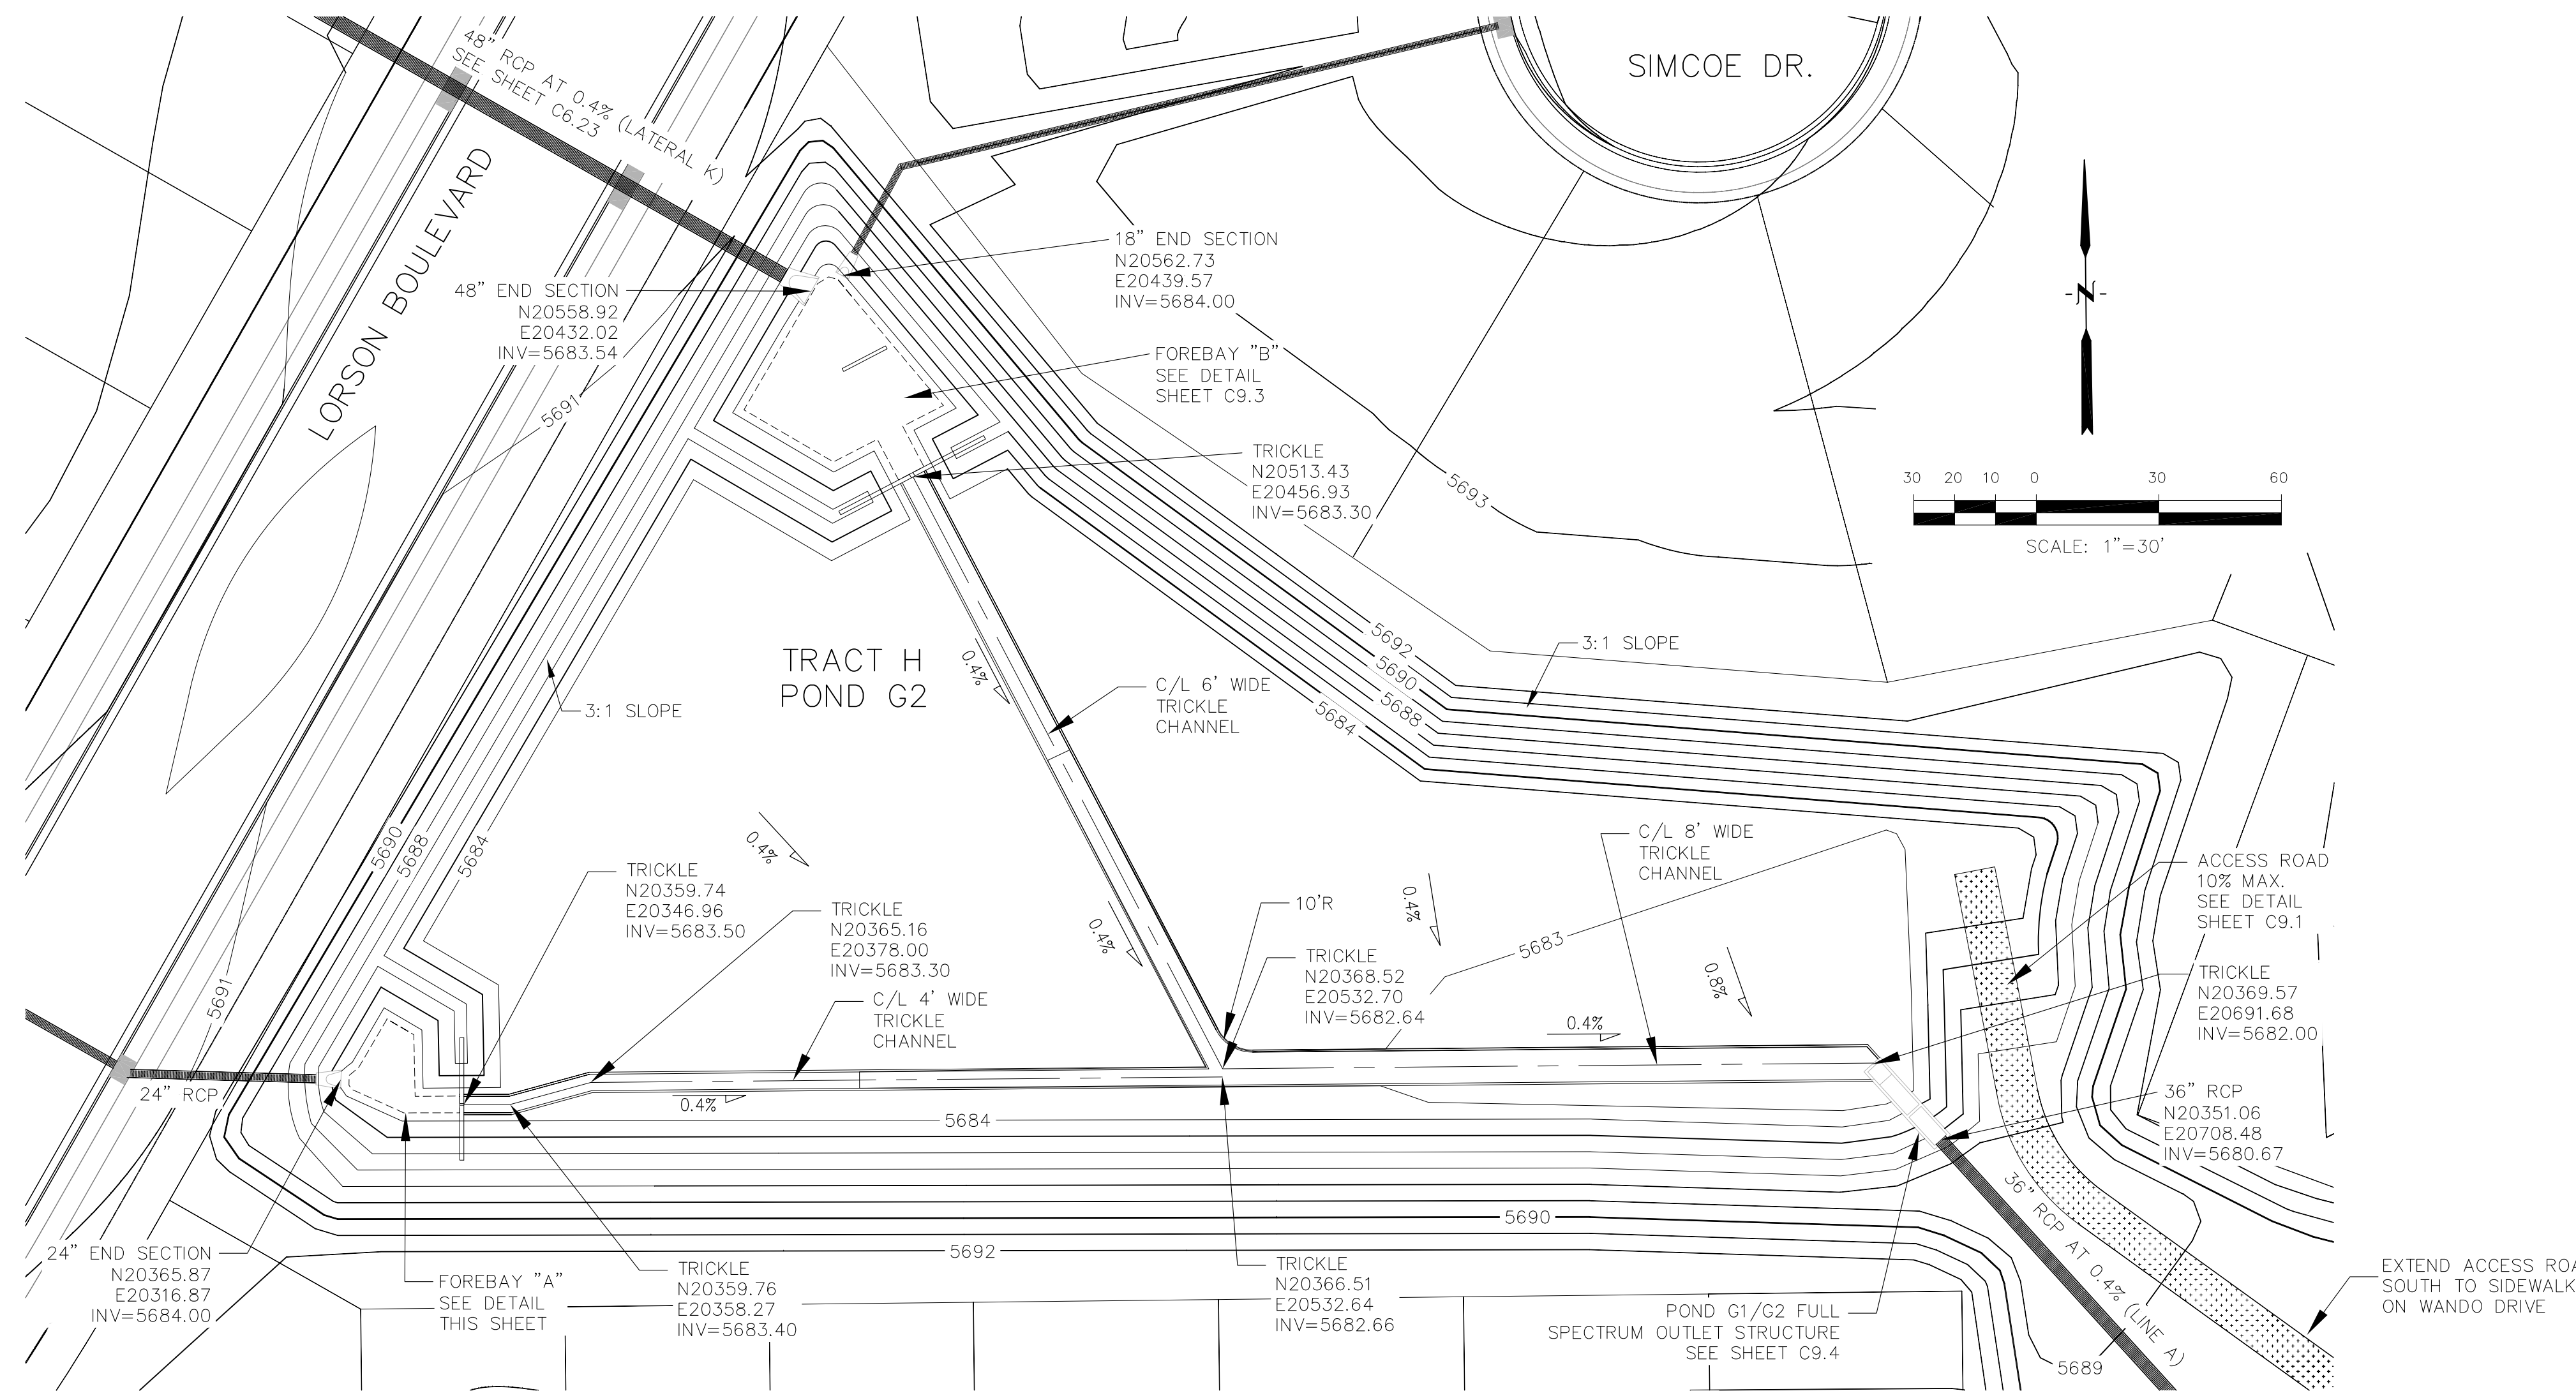 48" RCP AT 0.4% (LATERAL K)
SEE SHEET C6.23
SIMCOE DR.
LORSON BOULEVARD
18" END SECTION
N20562.73
E20439.57
INV=5684.00
48" END SECTION
N20558.92
E20432.02
INV=5683.54
FOREBAY "B"
SEE DETAIL
SHEET C9.3
5691
TRICKLE
N20513.43
E20456.93
INV=5683.30
5693
N
30 20 10 0 30 60
SCALE: 1"=30'
5692
5690
5688
5684
3:1 SLOPE
TRACT H
POND G2
0.4%
C/L 6' WIDE
TRICKLE
CHANNEL
3:1 SLOPE
5690
5688
5684
0.4%
C/L 8' WIDE
TRICKLE
CHANNEL
ACCESS ROAD
10% MAX.
SEE DETAIL
SHEET C9.1
TRICKLE
N20359.74
E20346.96
INV=5683.50
TRICKLE
N20365.16
E20378.00
INV=5683.30
10'R
0.4%
0.4%
5683
0.8%
TRICKLE
N20368.52
E20532.70
INV=5682.64
TRICKLE
N20369.57
E20691.68
INV=5682.00
5691
C/L 4' WIDE
TRICKLE
CHANNEL
0.4%
24" RCP
0.4%
5684
36" RCP
N20351.06
E20708.48
INV=5680.67
5690
5692
36" RCP AT 0.4% (LINE A)
24" END SECTION
N20365.87
E20316.87
INV=5684.00
FOREBAY "A"
SEE DETAIL
THIS SHEET
TRICKLE
N20359.76
E20358.27
INV=5683.40
TRICKLE
N20366.51
E20532.64
INV=5682.66
POND G1/G2 FULL
SPECTRUM OUTLET STRUCTURE
SEE SHEET C9.4
5689
EXTEND ACCESS ROA
SOUTH TO SIDEWALK
ON WANDO DRIVE